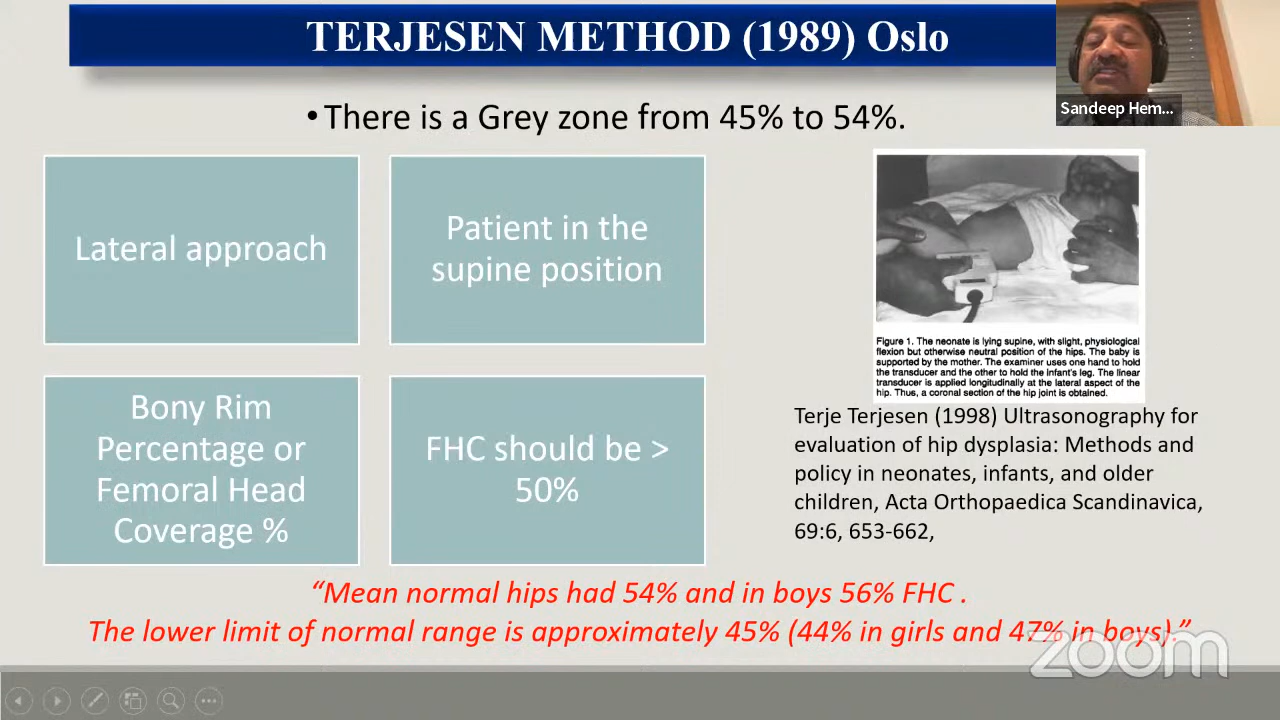 TERJESEN METHOD (1989) Oslo
Sandeep Hem...
•There is a Grey zone from 45% to 54%.
Lateral approach
Patient in the
supine position
Bony Rim
Percentage or
Femoral Head
Coverage %
FHC should be >
50%
Figure 1. The neonate is lying supine, with slight, physiological
flexion but otherwise neutral position of the hips. The baby is
supported by the mother. The examiner uses one hand to hold
the transducer and the other to hold the infant's leg. The linear
transducer is applied longitudinally at the lateral aspect of the
hip. Thus, a coronal section of the hip joint is obtained.
Terje Terjesen (1998) Ultrasonography for
evaluation of hip dysplasia: Methods and
policy in neonates, infants, and older
children, Acta Orthopaedica Scandinavica,
69:6, 653-662,
“Mean normal hips had 54% and in boys 56% FHC .
The lower limit of normal range is approximately 45% (44% in girls and 47% in boys).”
zoom